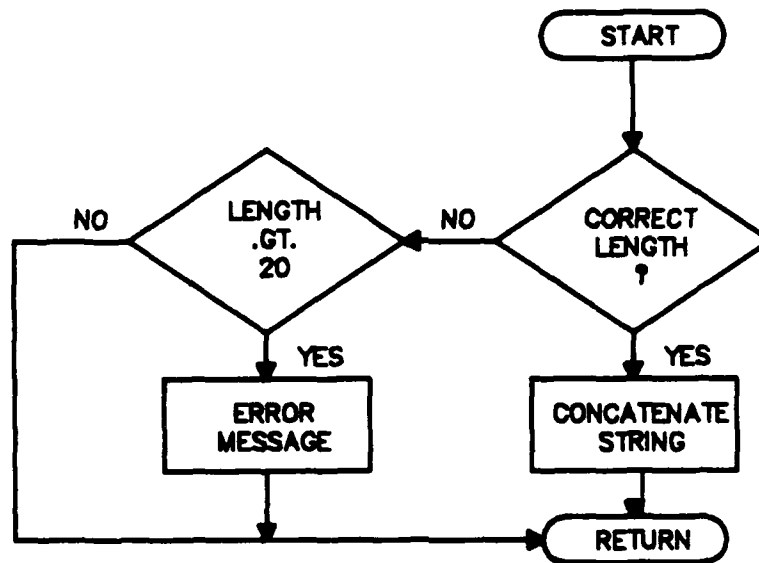 START
CORRECT
LENGTH
?
NO
YES
LENGTH
.GT.
20
NO
YES
ERROR
MESSAGE
CONCATENATE
STRING
RETURN